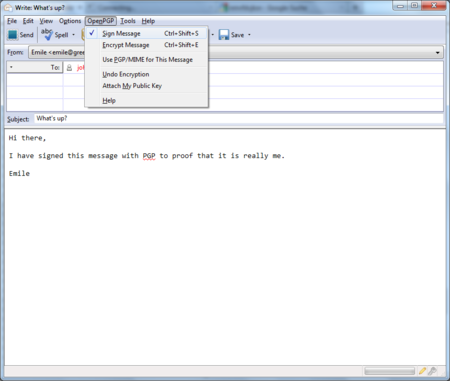 Write: What's up?
File Edit View Options OpenPGP Tools Help
Send Spell Save
Sign Message Ctrl+Shift+S
Encrypt Message Ctrl+Shift+E
Use PGP/MIME for This Message
Undo Encryption
Attach My Public Key
Help
From: Emile <emile@gree
To: jo
Subject: What's up?
Hi there,
I have signed this message with PGP to proof that it is really me.
Emile